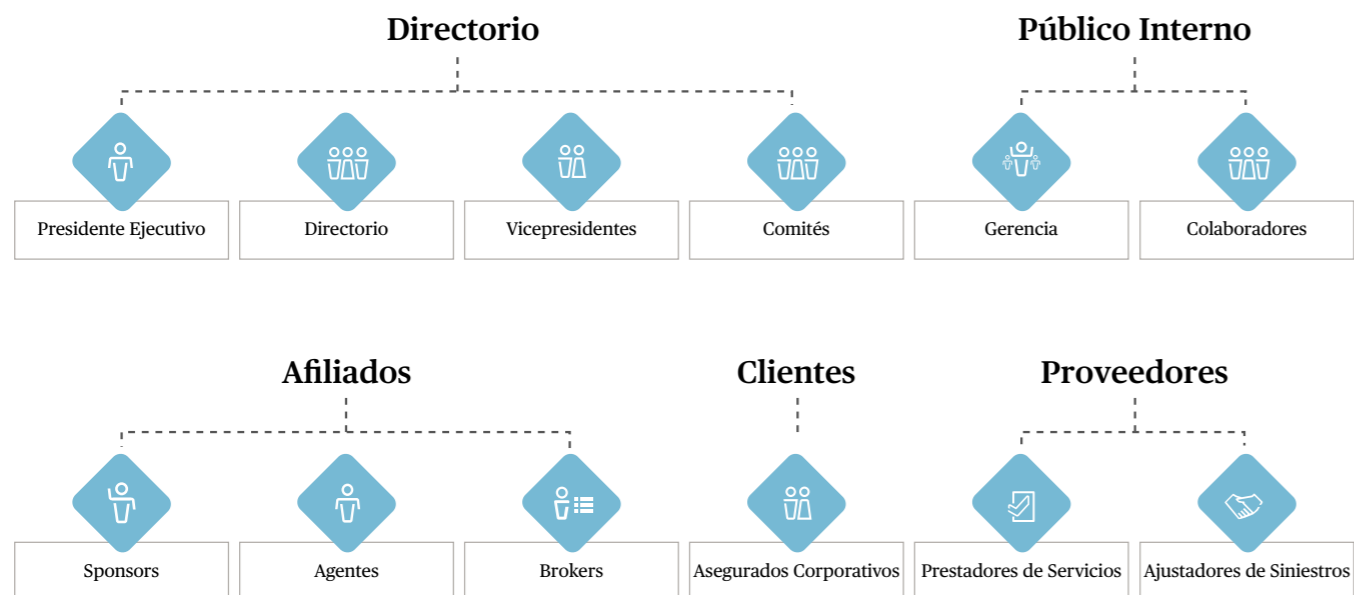 Directorio
Público Interno
Presidente Ejecutivo
Directorio
Vicepresidentes
Comités
Gerencia
Colaboradores
Afiliados
Clientes
Proveedores
Sponsors
Agentes
Brokers
Asegurados Corporativos
Prestadores de Servicios
Ajustadores de Siniestros